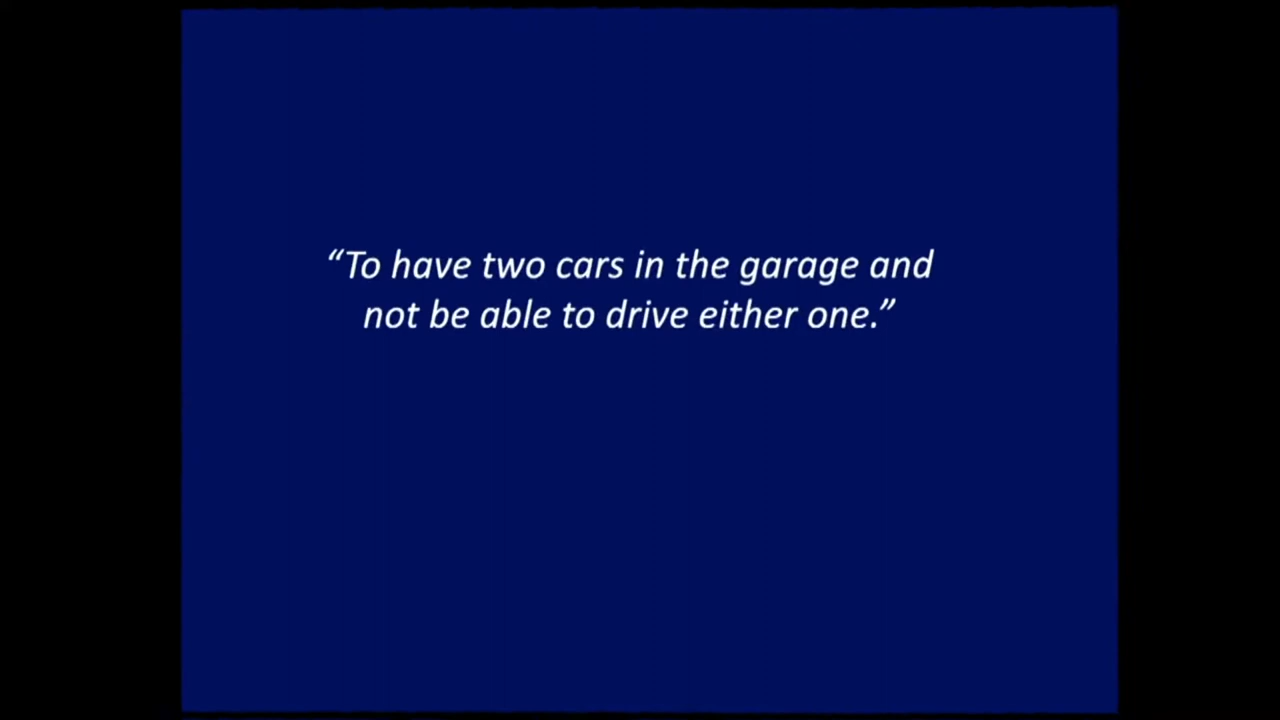 “To have two cars in the garage and
not be able to drive either one.”